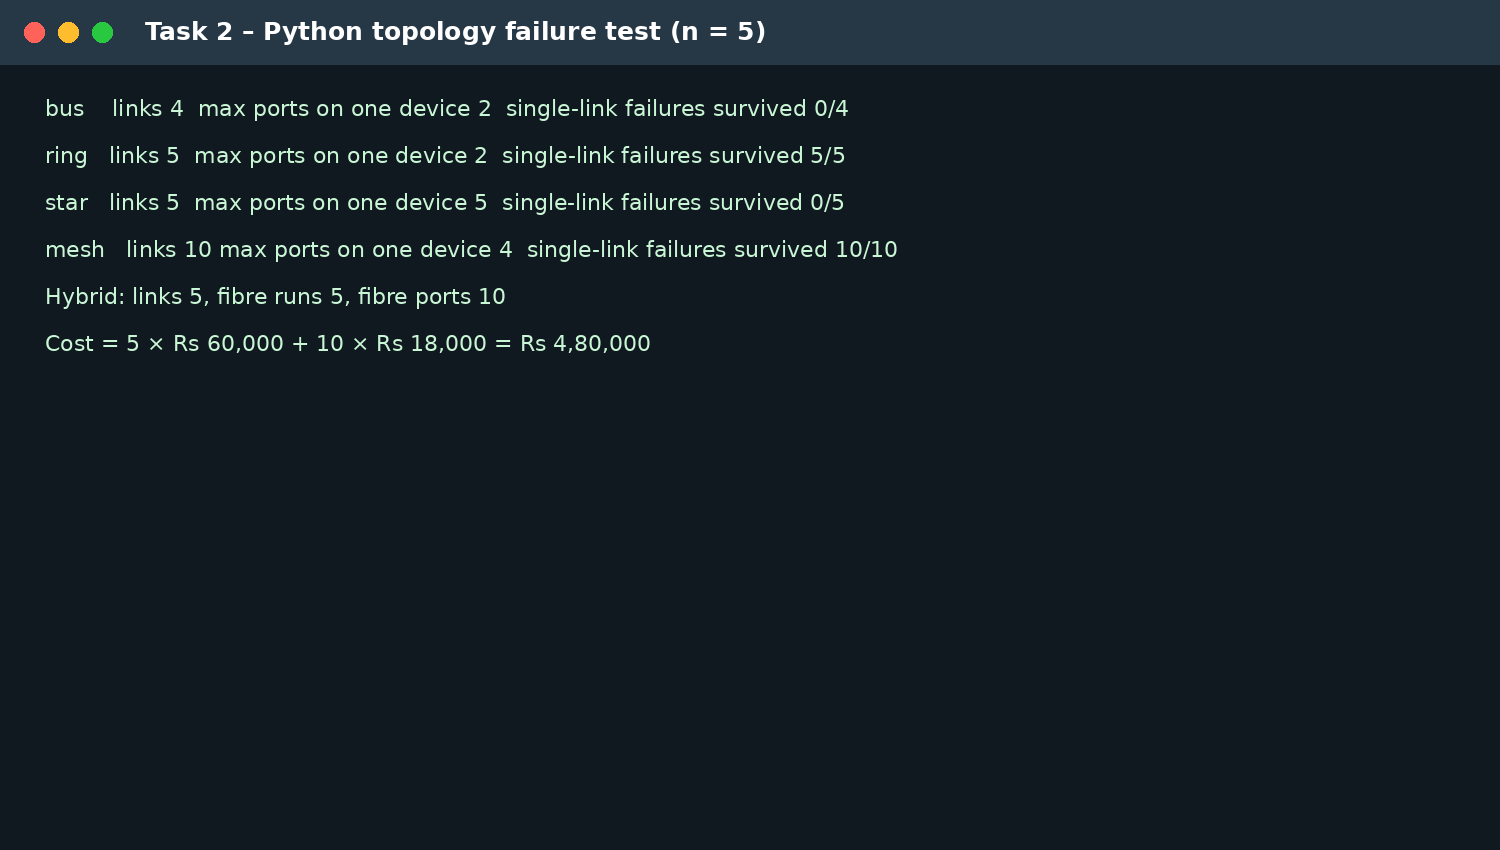 Task 2 – Python topology failure test (n = 5)
bus links 4 max ports on one device 2 single-link failures survived 0/4
ring links 5 max ports on one device 2 single-link failures survived 5/5
star links 5 max ports on one device 5 single-link failures survived 0/5
mesh links 10 max ports on one device 4 single-link failures survived 10/10
Hybrid: links 5, fibre runs 5, fibre ports 10
Cost = 5 × Rs 60,000 + 10 × Rs 18,000 = Rs 4,80,000